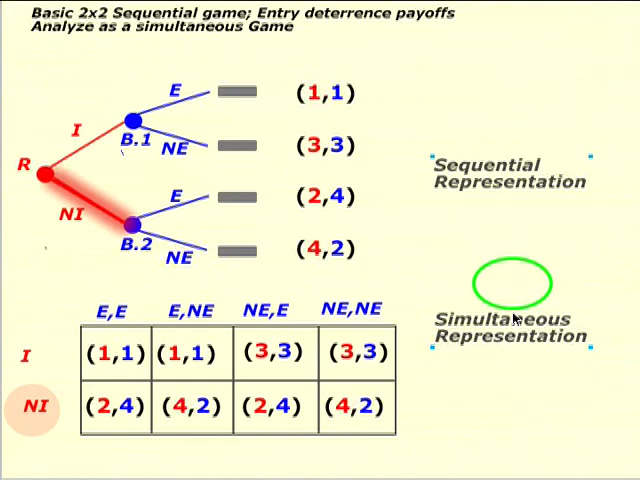 Basic 2x2 Sequential game; Entry deterrence payoffs
Analyze as a simultaneous Game
E (1,1)
I
B.1 NE (3,3)
R
Sequential
Representation
E (2,4)
NI
B.2 NE (4,2)
E,E E,NE NE,E NE,NE
Simultaneous
Representation
I (1,1) (1,1) (3,3) (3,3)
NI (2,4) (4,2) (2,4) (4,2)